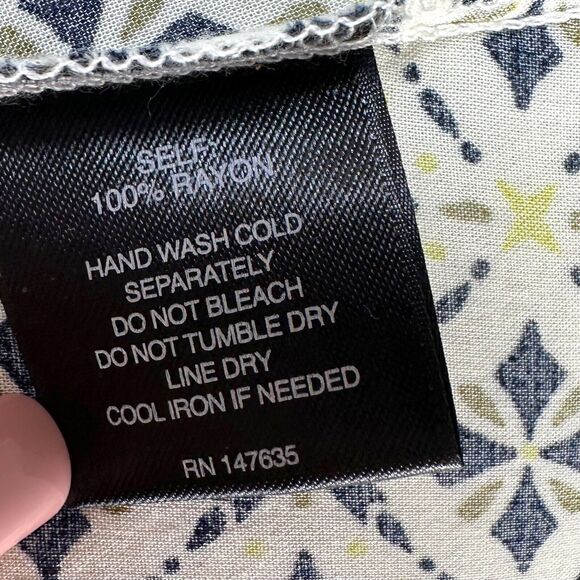 SELF:
100% RAYON
HAND WASH COLD
SEPARATELY
DO NOT BLEACH
DO NOT TUMBLE DRY
LINE DRY
COOL IRON IF NEEDED
RN 147635